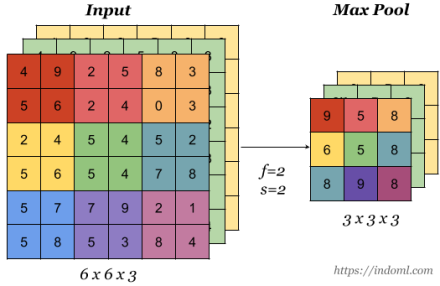 Input
Max Pool
4 9 2 5 8 3
5 6 2 4 0 3
2 4 5 4 5 2
5 6 5 4 7 8
5 7 7 9 2 1
5 8 5 3 8 4
6 x 6 x 3
f=2
s=2
9 5 8
6 5 8
8 9 8
3 x 3 x 3
https://indoml.com